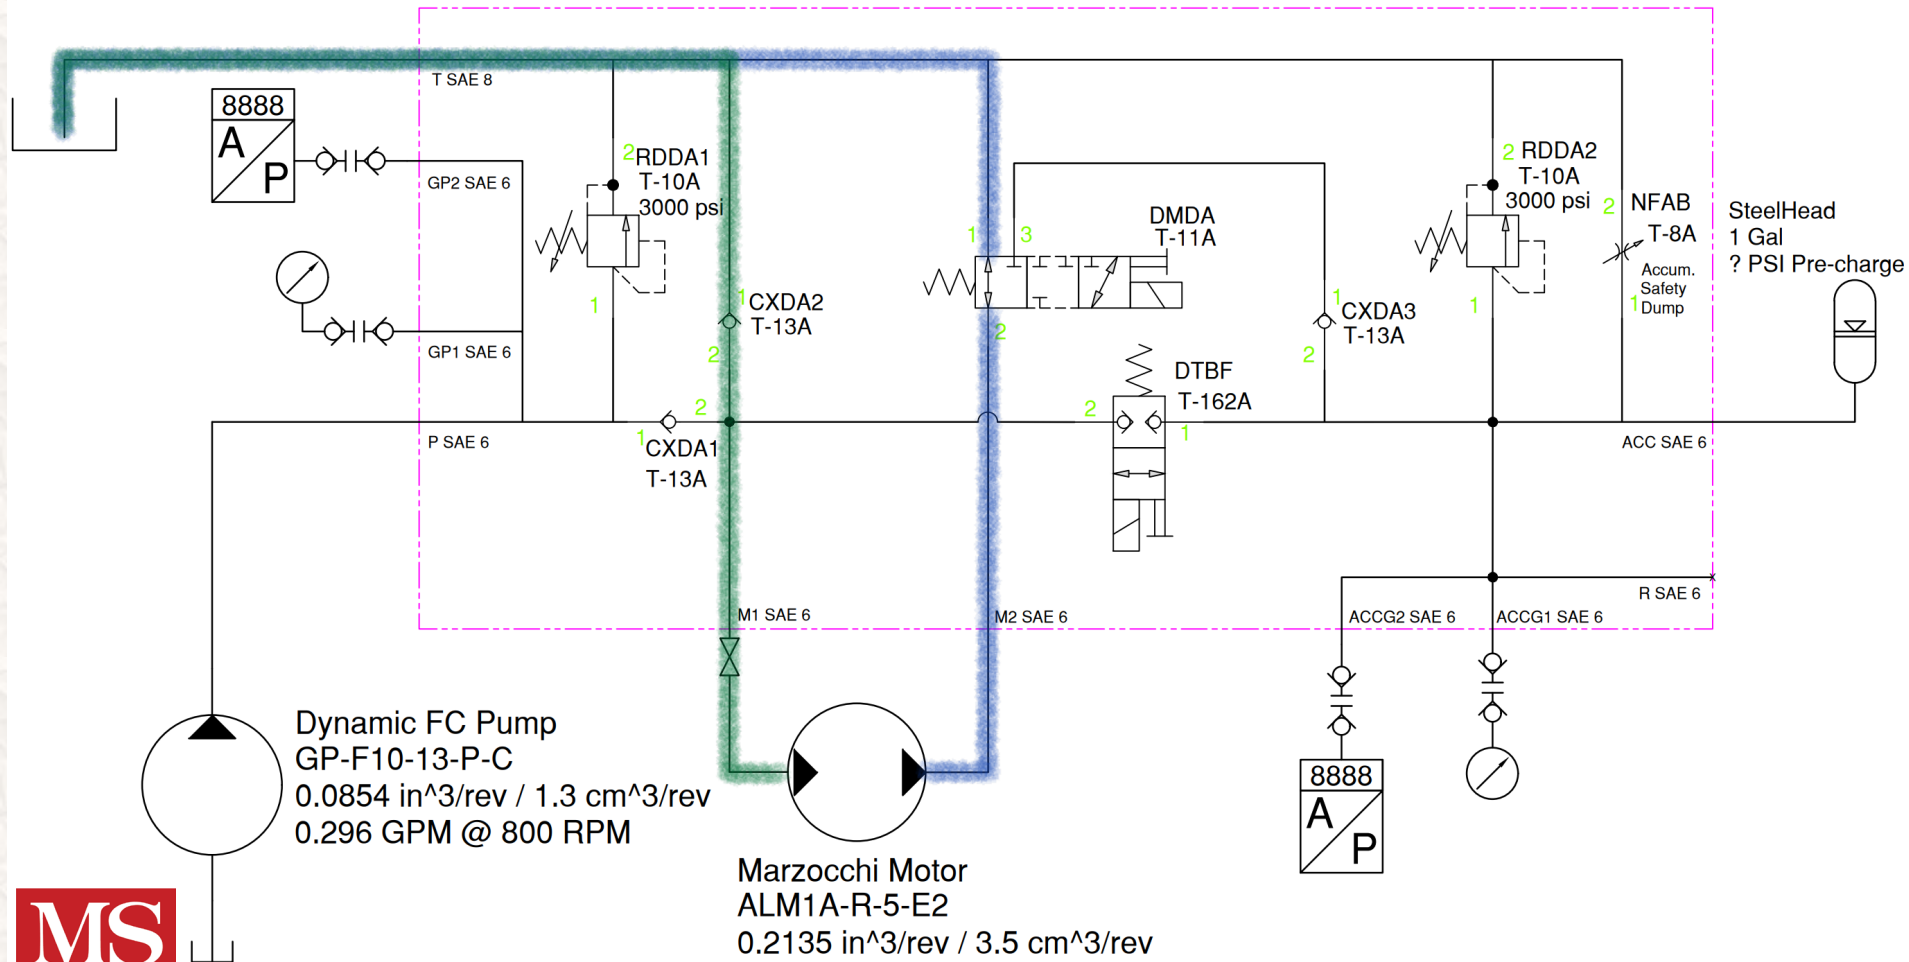 T SAE 8
8888
A
P
GP2 SAE 6
GP1 SAE 6
P SAE 6
2
RDDA1
T-10A
3000 psi
1
1
CXDA2
T-13A
2
2
1
CXDA1
T-13A
1
3
2
DMDA
T-11A
DTBF
T-162A
2
1
1
CXDA3
T-13A
2
2
RDDA2
T-10A
3000 psi
1
2
NFAB
T-8A
Accum.
Safety
Dump
1
SteelHead
1 Gal
? PSI Pre-charge
ACC SAE 6
R SAE 6
M1 SAE 6
M2 SAE 6
ACCG2 SAE 6
ACCG1 SAE 6
8888
A
P
Dynamic FC Pump
GP-F10-13-P-C
0.0854 in^3/rev / 1.3 cm^3/rev
0.296 GPM @ 800 RPM
Marzocchi Motor
ALM1A-R-5-E2
0.2135 in^3/rev / 3.5 cm^3/rev
MS